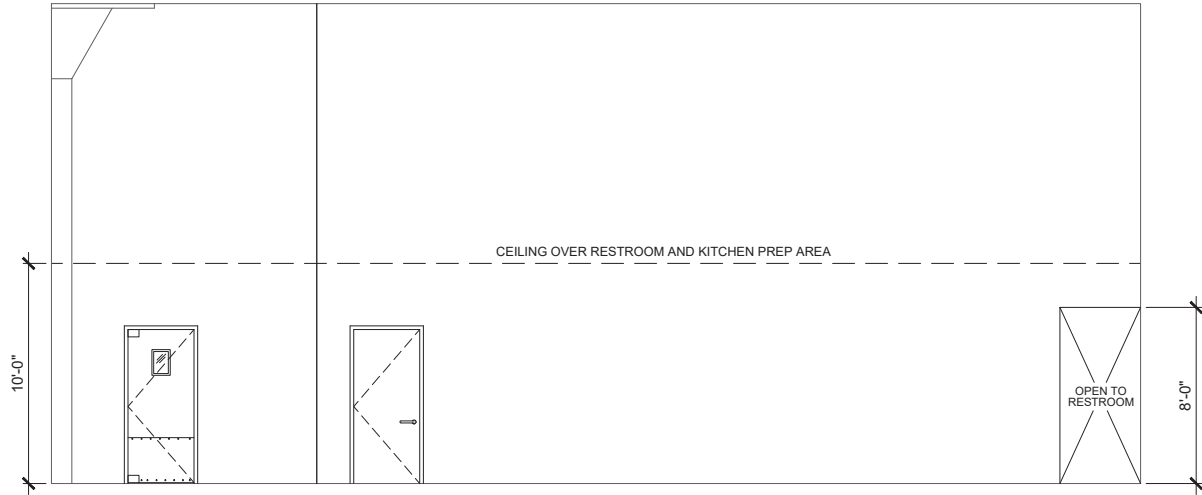 CEILING OVER RESTROOM AND KITCHEN PREP AREA
10'-0"
OPEN TO
RESTROOM
8'-0"